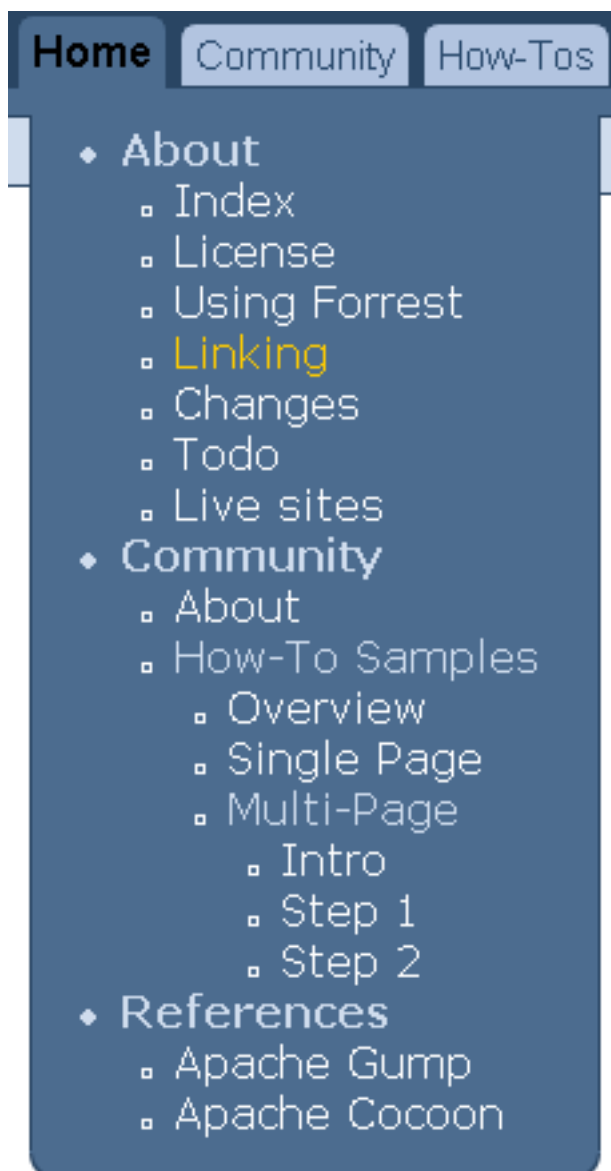 Home Community How-Tos
About
Index
License
Using Forrest
Linking
Changes
Todo
Live sites
Community
About
How-To Samples
Overview
Single Page
Multi-Page
Intro
Step 1
Step 2
References
Apache Gump
Apache Cocoon